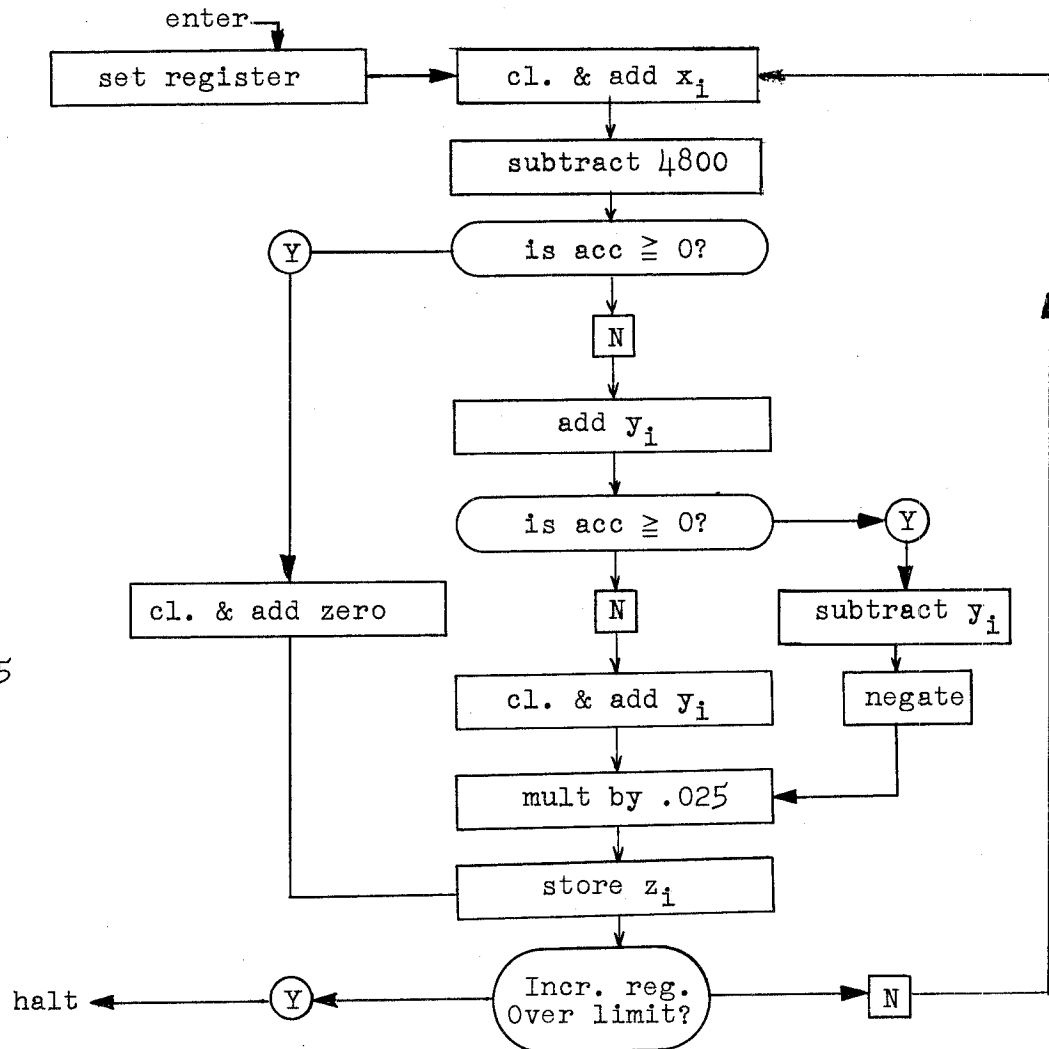 enter
set register
cl. & add x_i
subtract 4800
is acc ≧ 0?
Y
N
add y_i
is acc ≧ 0?
Y
N
cl. & add zero
subtract y_i
5
cl. & add y_i
negate
mult by .025
store z_i
halt
Y
Incr. reg.
Over limit?
N